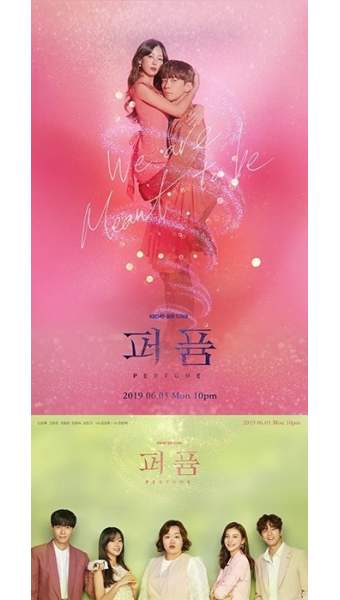 We are
Meant to be
퍼퓸
PERFUME
2019 06.03 Mon 10pm
2019 06.03 Mon 10pm
퍼퓸
PERFUME